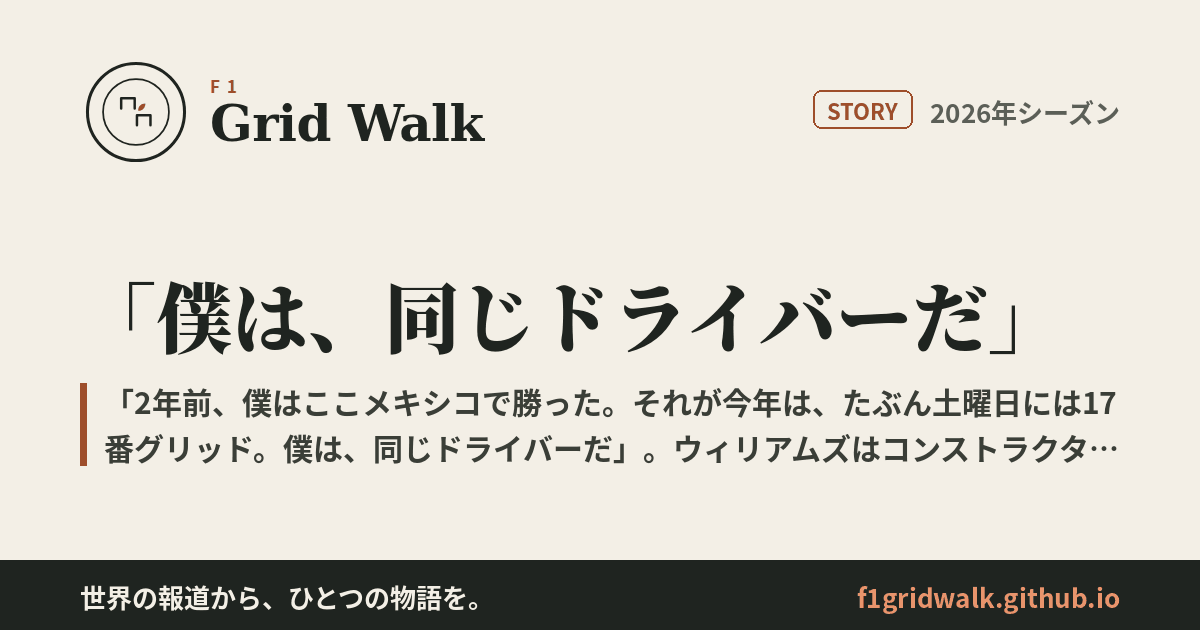 F1
Grid Walk
STORY
2026年シーズン
「僕は、同じドライバーだ」
「2年前、僕はここメキシコで勝った。それが今年は、たぶん土曜日には17
番グリッド。僕は、同じドライバーだ」。ウィリアムズはコンストラクタ…
世界の報道から、ひとつの物語を。
f1gridwalk.github.io